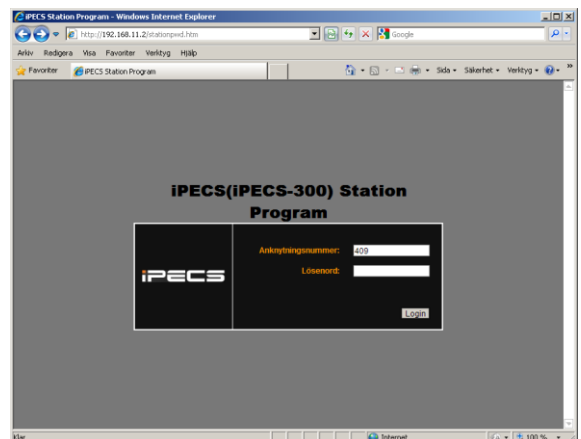 iPECS Station Program - Windows Internet Explorer
http://192.168.11.2/stationpwd.htm
Google
Arkiv Redigera Visa Favoriter Verktyg Hjälp
Favoriter iPECS Station Program Sida Säkerhet Verktyg
iPECS(iPECS-300) Station
Program
Anknytningsnummer: 409
Lösenord:
iPECS
Login
Klar Internet 100 %